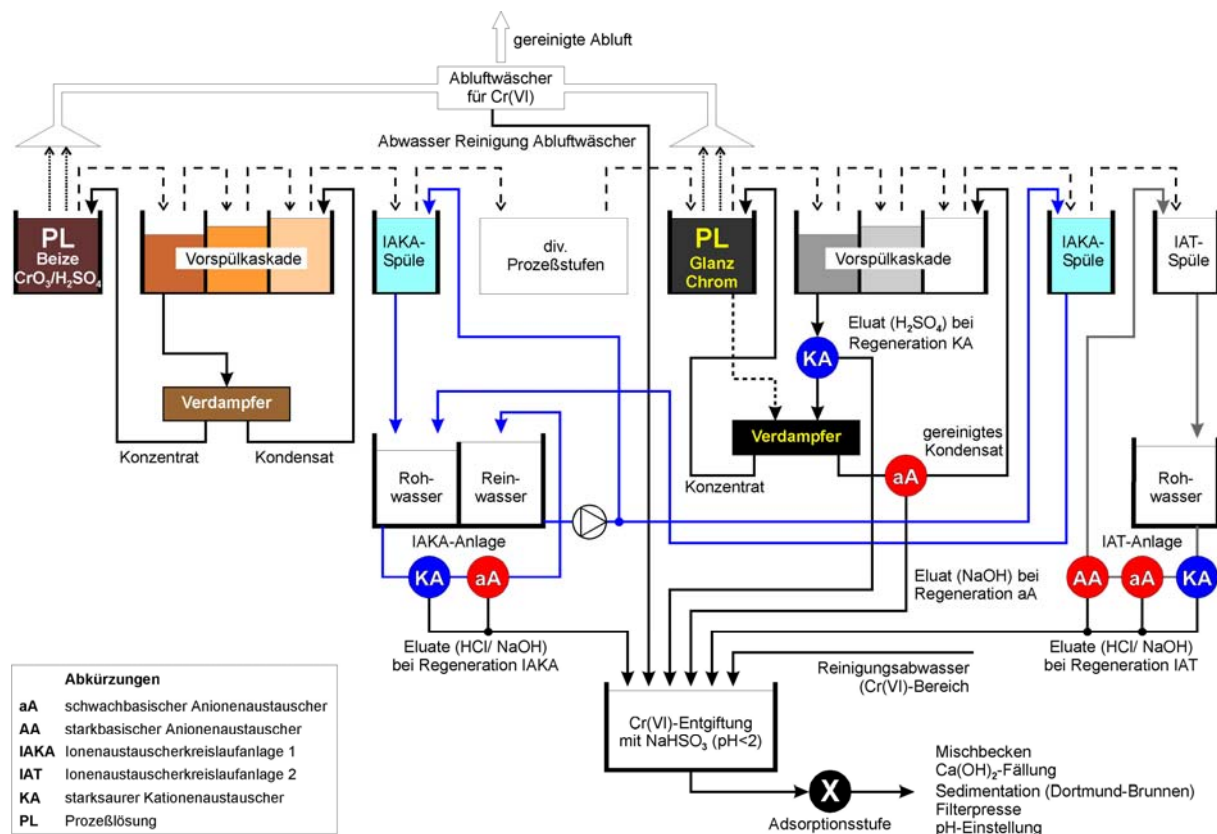 gereinigte Abluft
Abluftwäscher
für Cr(VI)
Abwasser Reinigung Abluftwäscher
PL
Beize
CrO₃/H₂SO₄
Vorspülkaskade
IAKA-
Spüle
div.
Prozeßstufen
PL
Glanz
Chrom
Vorspülkaskade
IAKA-
Spüle
IAT-
Spüle
Eluat (H₂SO₄) bei
Regeneration KA
KA
Verdampfer
Konzentrat
Kondensat
Verdampfer
gereinigtes
Kondensat
Konzentrat
aA
Roh-
wasser
Rein-
wasser
Roh-
wasser
IAKA-Anlage
IAT-Anlage
KA
aA
Eluat (NaOH) bei
Regeneration aA
AA
aA
KA
Eluate (HCl/ NaOH)
bei Regeneration IAKA
Eluate (HCl/ NaOH)
bei Regeneration IAT
Reinigungsabwasser
(Cr(VI)-Bereich
Cr(VI)-Entgiftung
mit NaHSO₃ (pH<2)
X
Adsorptionsstufe
Mischbecken
Ca(OH)₂-Fällung
Sedimentation (Dortmund-Brunnen)
Filterpresse
pH-Einstellung
Abkürzungen
aA schwachbasischer Anionenaustauscher
AA starkbasischer Anionenaustauscher
IAKA Ionenaustauscherkreislaufanlage 1
IAT Ionenaustauscherkreislaufanlage 2
KA starksaurer Kationenaustauscher
PL Prozeßlösung